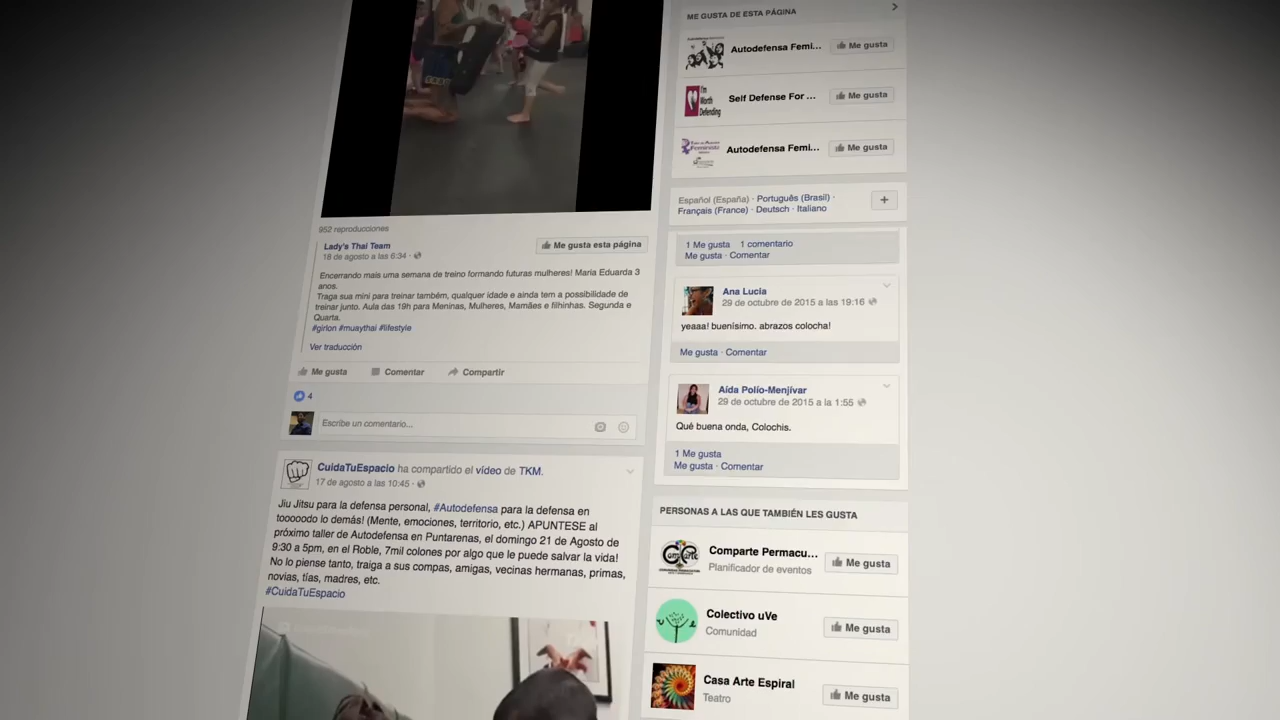 952 reproducciones
Lady's Thai Team
Me gusta esta página
18 de agosto a las 6:34 ·
Encerrando mais uma semana de treino formando futuras mulheres! Maria Eduarda 3
anos.
Traga sua mini para treinar também, qualquer idade e ainda tem a possibilidade de
treinar junto. Aula das 19h para Meninas, Mulheres, Mamães e filhinhas. Segunda e
Quarta.
#girlon #muaythai #lifestyle
Ver traducción
Me gusta Comentar Compartir
4
Escribe un comentario...
CuidaTuEspacio ha compartido el vídeo de TKM.
17 de agosto a las 10:45 ·
Jiu Jitsu para la defensa personal, #Autodefensa para la defensa en
tooooodo lo demás! (Mente, emociones, territorio, etc.) APUNTESE al
próximo taller de Autodefensa en Puntarenas, el domingo 21 de Agosto de
9:30 a 5pm, en el Roble, 7mil colones por algo que le puede salvar la vida!
No lo piense tanto, traiga a sus compas, amigas, vecinas hermanas, primas,
novias, tías, madres, etc.
#CuidaTuEspacio
ME GUSTA DE ESTA PÁGINA
Autodefensa Femi... Me gusta
I'm
Worth
Defending
Self Defense For ... Me gusta
Autodefensa Femi... Me gusta
Español (España) · Português (Brasil) ·
Français (France) · Deutsch · Italiano
+
1 Me gusta 1 comentario
Me gusta · Comentar
Ana Lucía
29 de octubre de 2015 a las 19:16
yeaaa! buenísimo. abrazos colocha!
Me gusta · Comentar
Aída Polío-Menjívar
29 de octubre de 2015 a la 1:55
Qué buena onda, Colochis.
1 Me gusta
Me gusta · Comentar
PERSONAS A LAS QUE TAMBIÉN LES GUSTA
Comparte Permacu... Me gusta
Planificador de eventos
Colectivo uVe Me gusta
Comunidad
Casa Arte Espiral Me gusta
Teatro